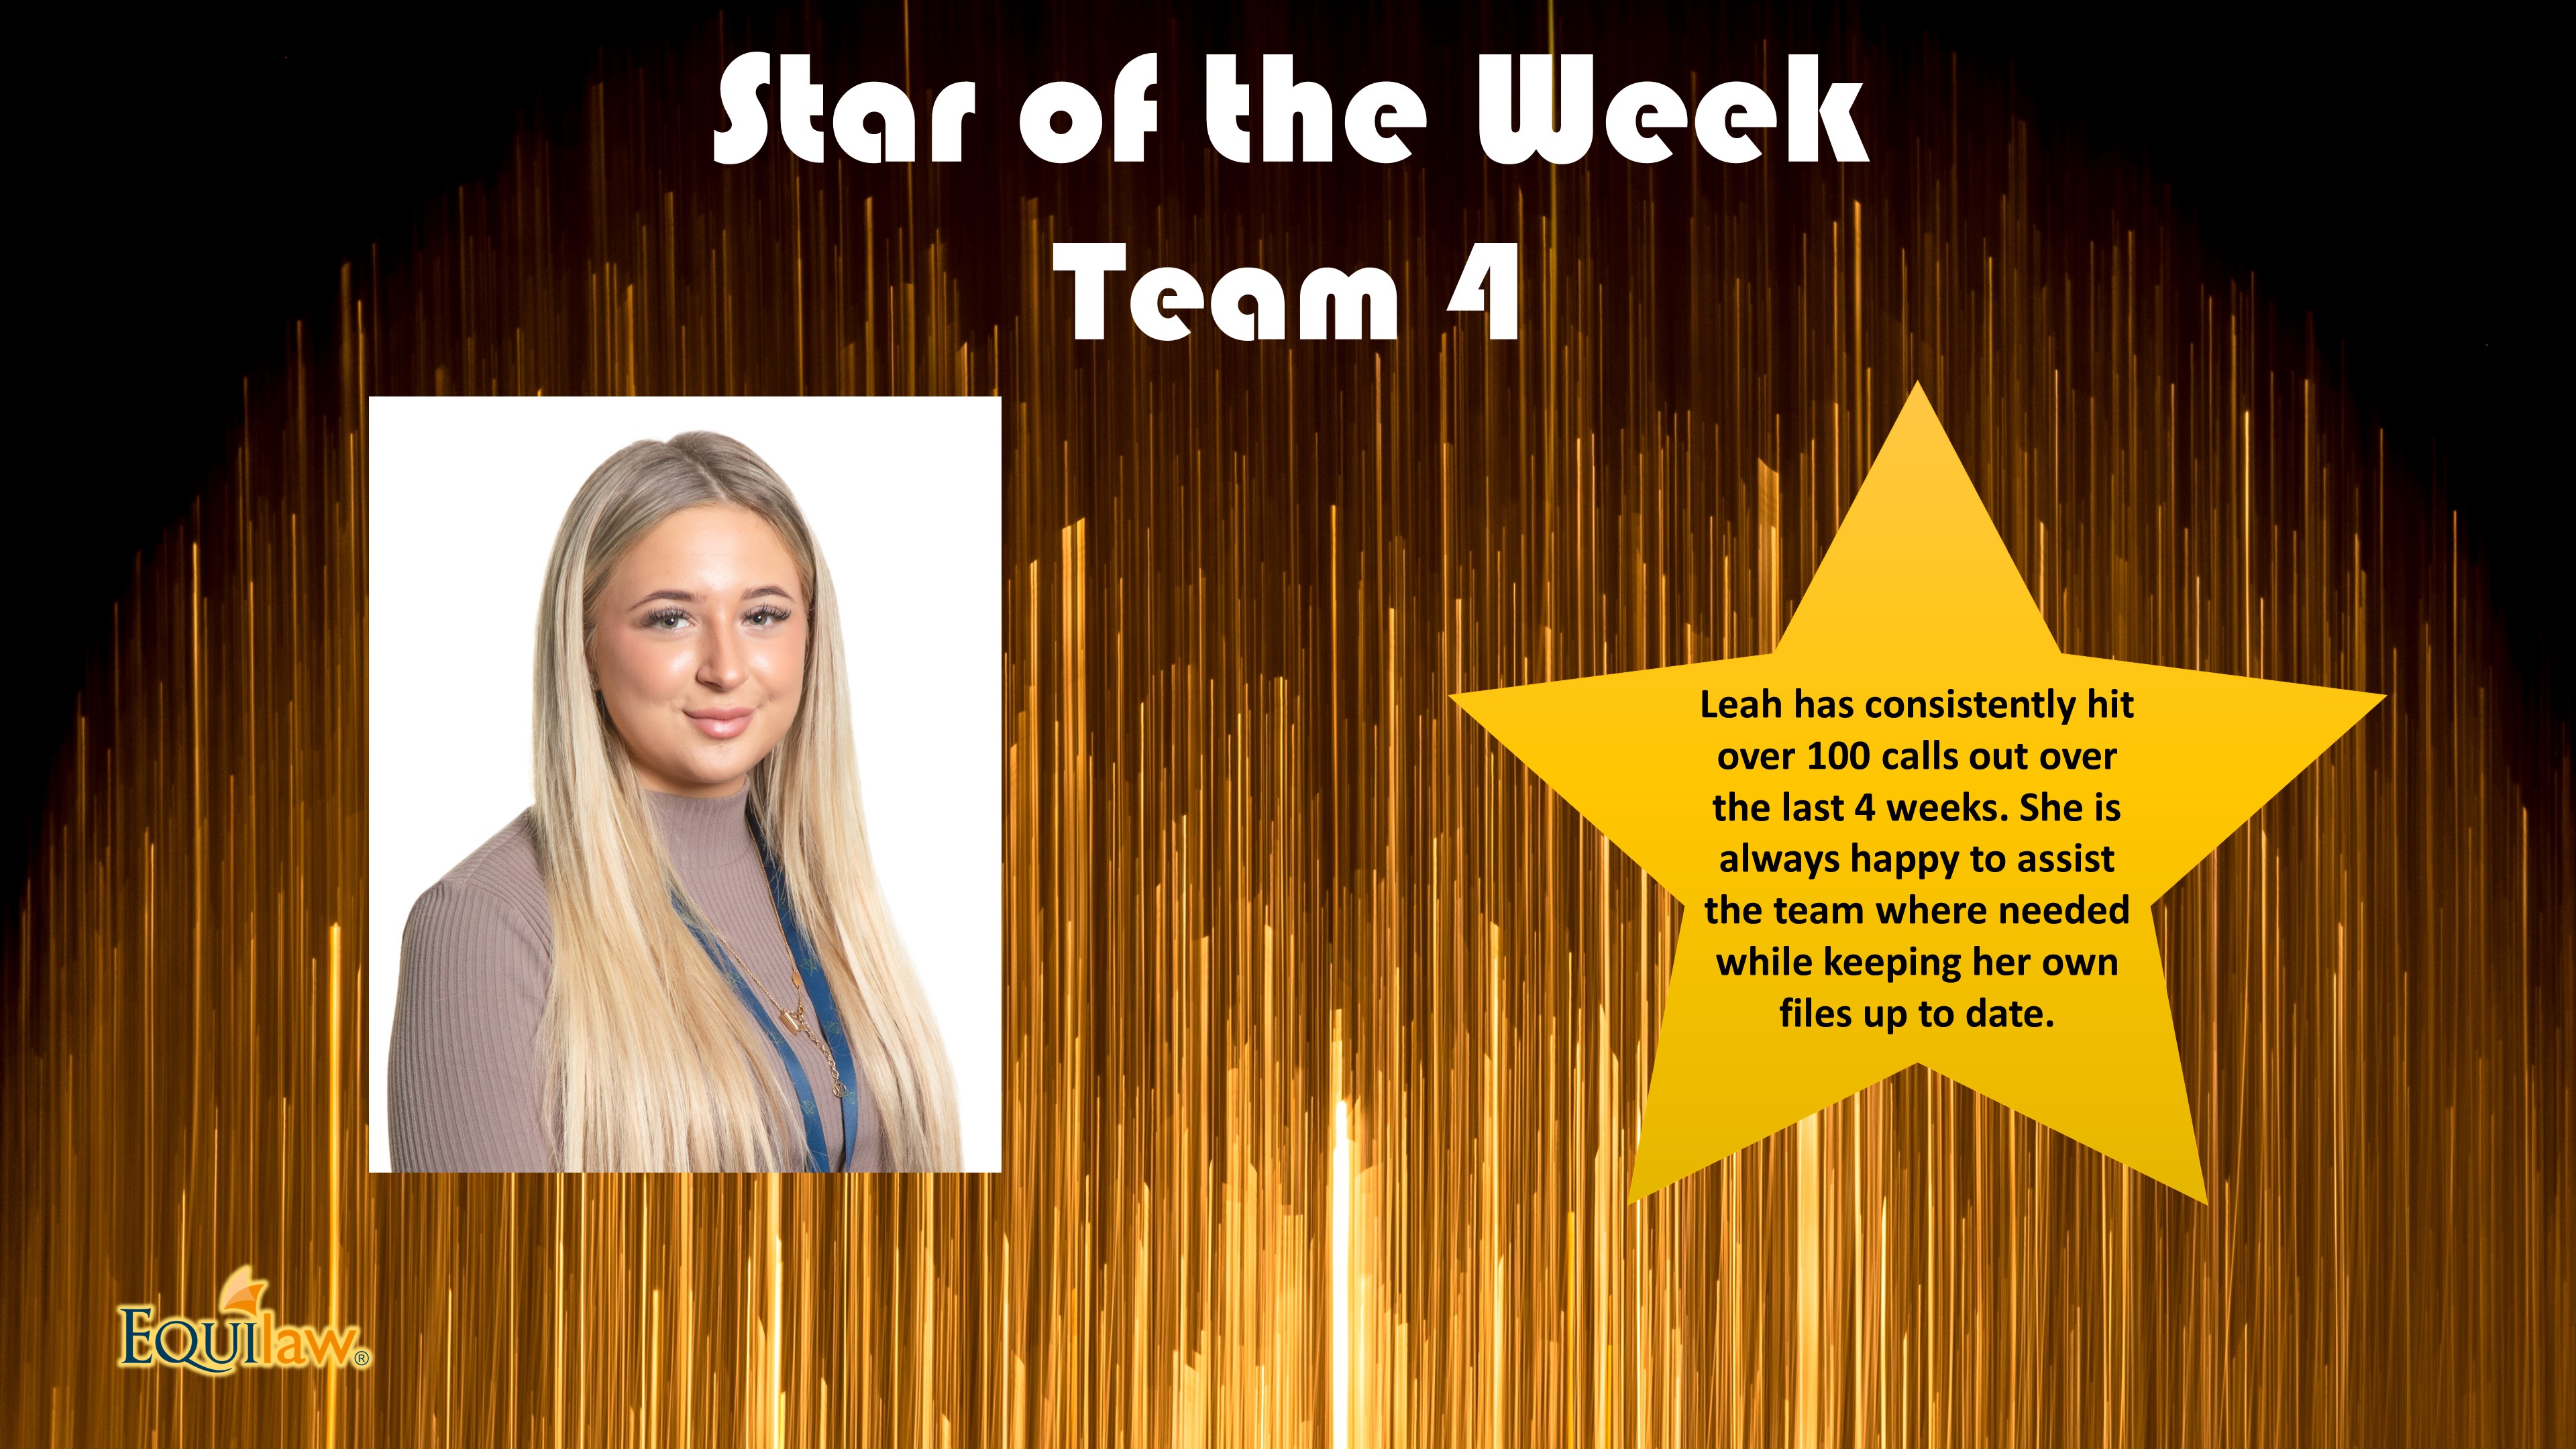 Star of the Week
Team 4
Leah has consistently hit
over 100 calls out over
the last 4 weeks. She is
always happy to assist
the team where needed
while keeping her own
files up to date.
EQUIlaw®